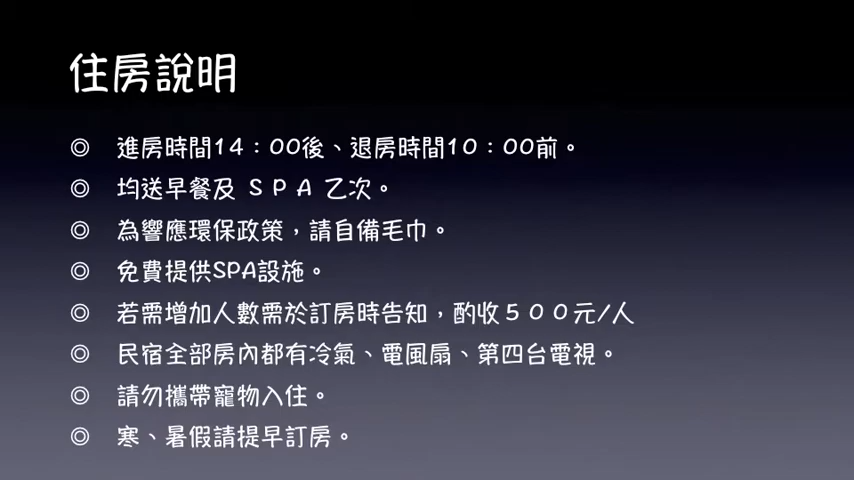 住房說明
◎ 進房時間14：00後、退房時間10：00前。
◎ 均送早餐及 ＳＰＡ 乙次。
◎ 為響應環保政策，請自備毛巾。
◎ 免費提供SPA設施。
◎ 若需增加人數需於訂房時告知，酌收５００元/人
◎ 民宿全部房內都有冷氣、電風扇、第四台電視。
◎ 請勿攜帶寵物入住。
◎ 寒、暑假請提早訂房。